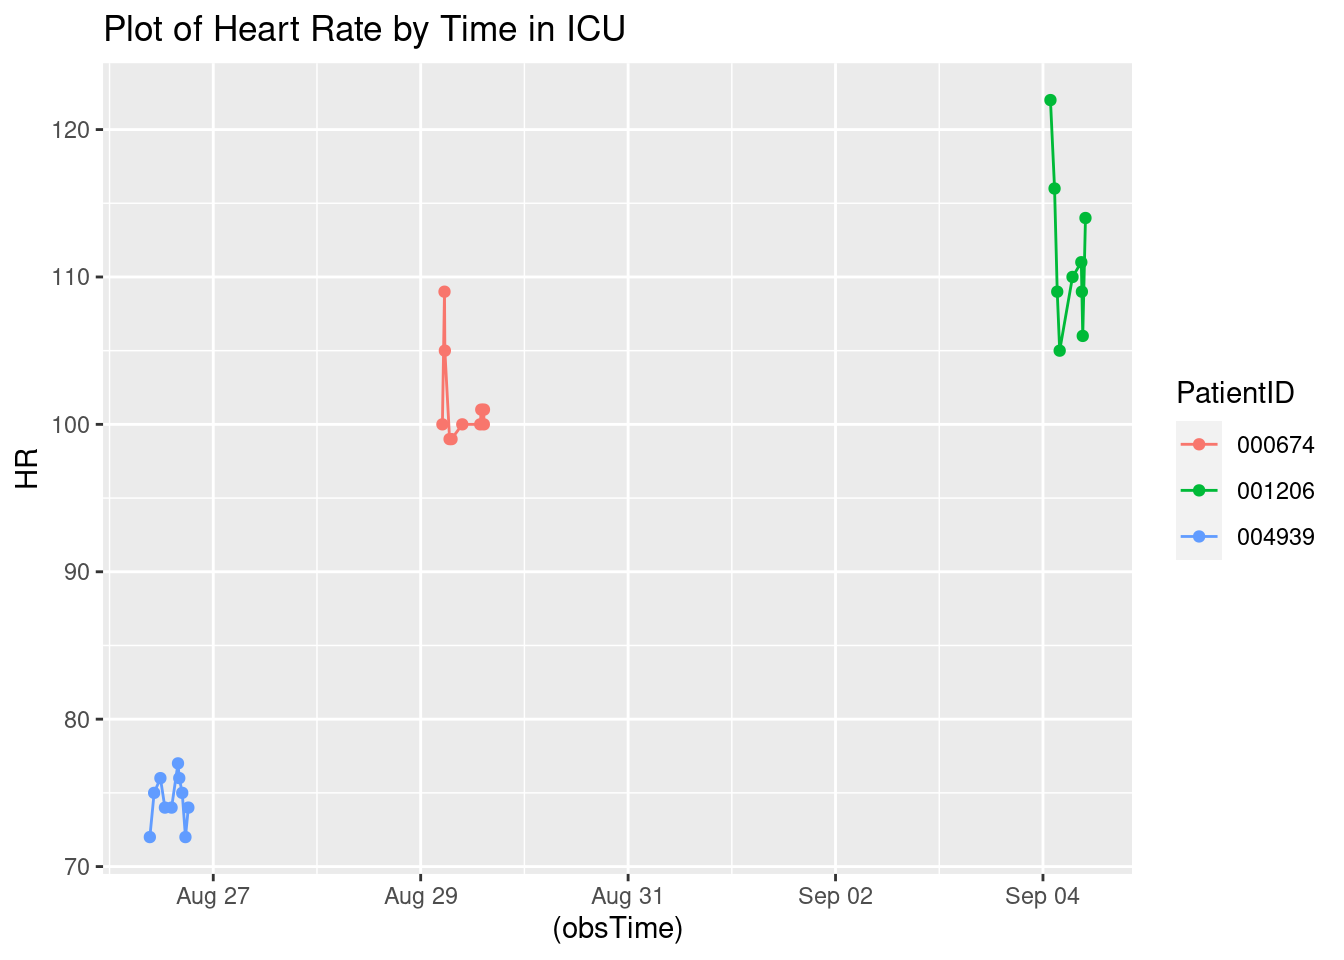 Plot of Heart Rate by Time in ICU
120
110
100
90
80
70
HR
Aug 27
Aug 29
Aug 31
Sep 02
Sep 04
(obsTime)
PatientID
000674
001206
004939